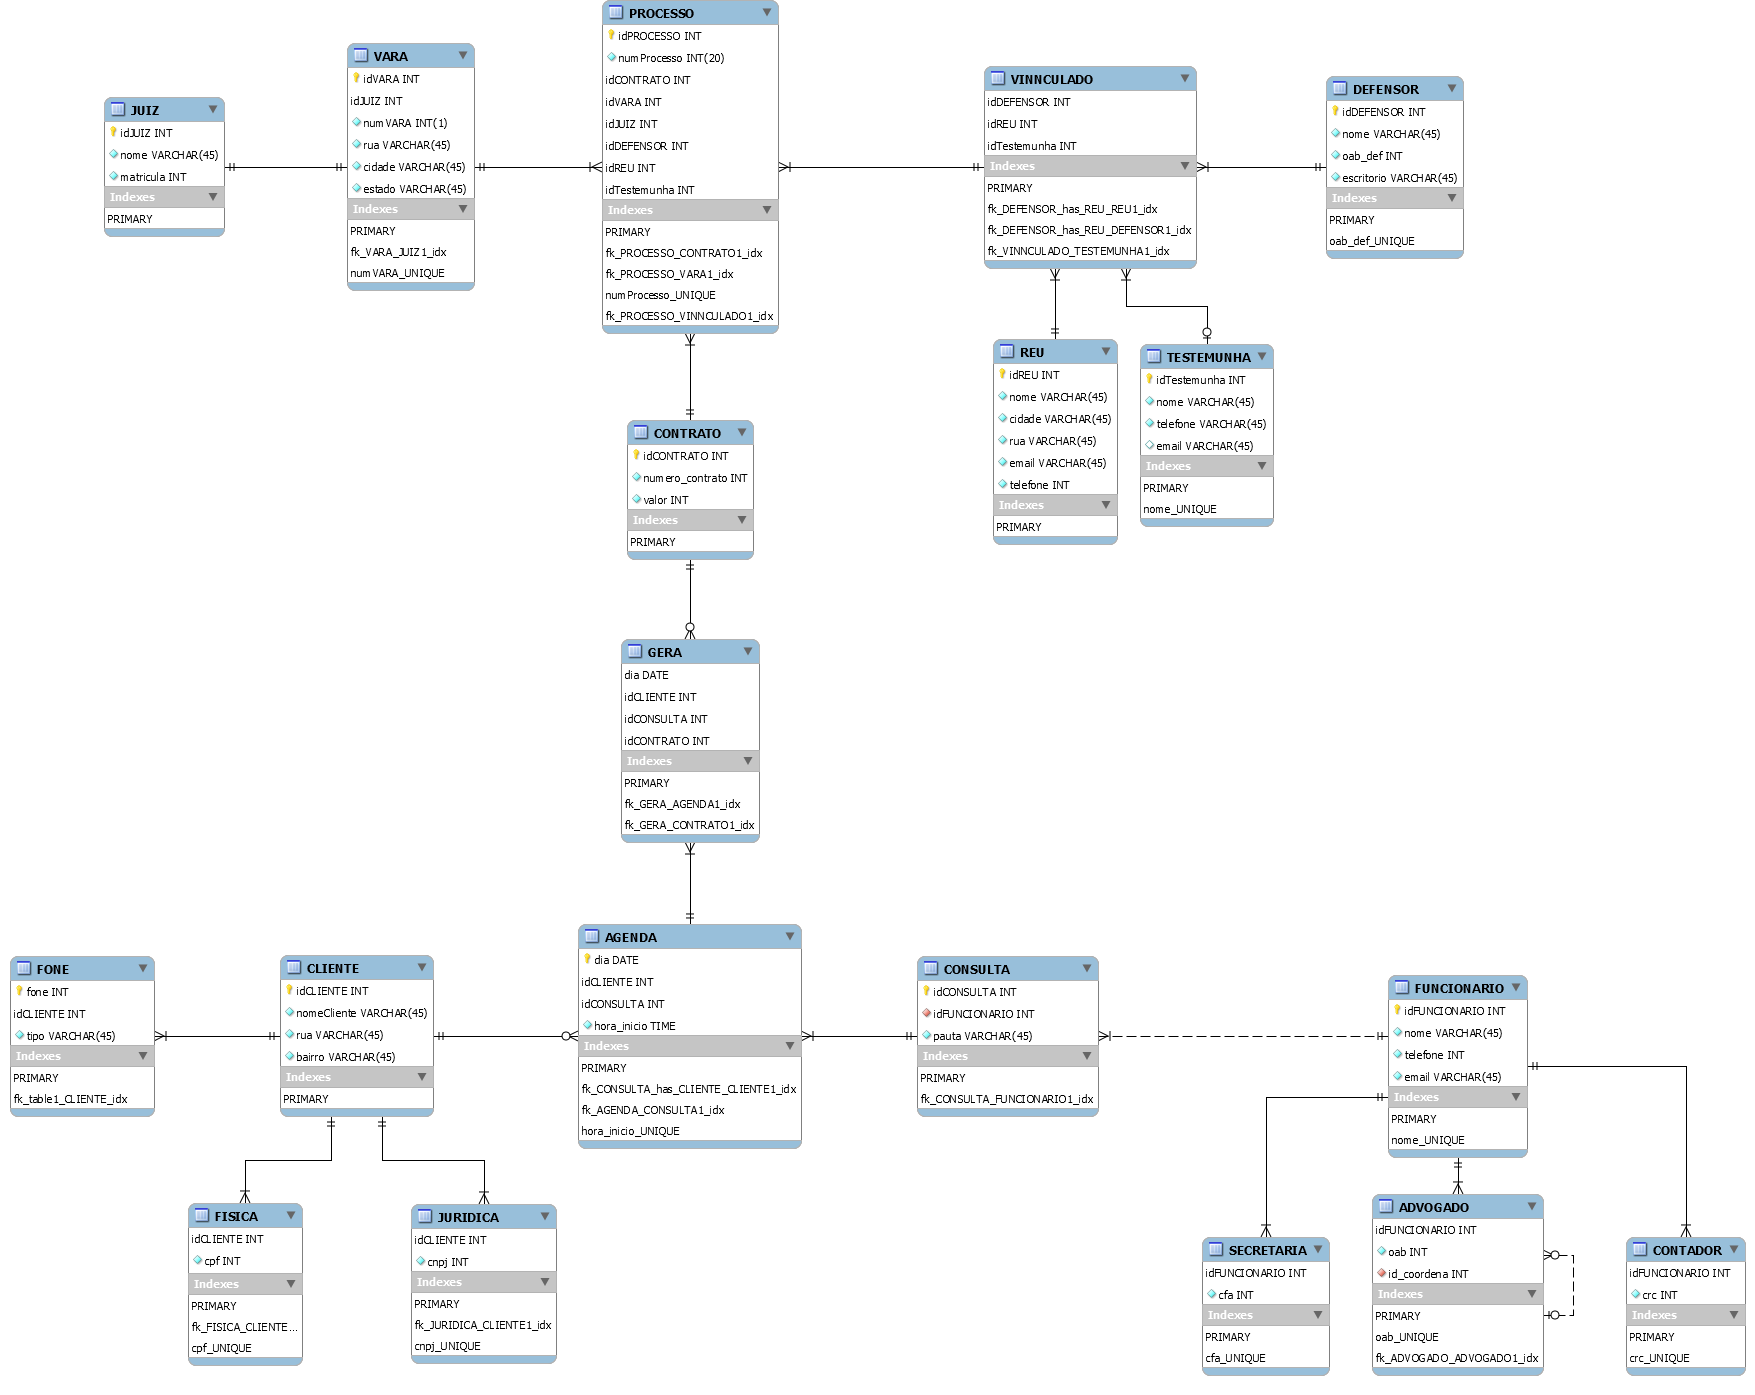 PROCESSO
idPROCESSO INT
numProcesso INT(20)
idCONTRATO INT
idVARA INT
idJUIZ INT
idDEFENSOR INT
idREU INT
idTestemunha INT
Indexes
PRIMARY
fk_PROCESSO_CONTRATO1_idx
fk_PROCESSO_VARA1_idx
numProcesso_UNIQUE
fk_PROCESSO_VINNCULADO1_idx
VARA
idVARA INT
idJUIZ INT
numVARA INT(1)
rua VARCHAR(45)
cidade VARCHAR(45)
estado VARCHAR(45)
Indexes
PRIMARY
fk_VARA_JUIZ1_idx
numVARA_UNIQUE
JUIZ
idJUIZ INT
nome VARCHAR(45)
matricula INT
Indexes
PRIMARY
VINNCULADO
idDEFENSOR INT
idREU INT
idTestemunha INT
Indexes
PRIMARY
fk_DEFENSOR_has_REU_REU1_idx
fk_DEFENSOR_has_REU_DEFENSOR1_idx
fk_VINNCULADO_TESTEMUNHA1_idx
DEFENSOR
idDEFENSOR INT
nome VARCHAR(45)
oab_def INT
escritorio VARCHAR(45)
Indexes
PRIMARY
oab_def_UNIQUE
REU
idREU INT
nome VARCHAR(45)
cidade VARCHAR(45)
rua VARCHAR(45)
email VARCHAR(45)
telefone INT
Indexes
PRIMARY
TESTEMUNHA
idTestemunha INT
nome VARCHAR(45)
telefone VARCHAR(45)
email VARCHAR(45)
Indexes
PRIMARY
nome_UNIQUE
CONTRATO
idCONTRATO INT
numero_contrato INT
valor INT
Indexes
PRIMARY
GERA
dia DATE
idCLIENTE INT
idCONSULTA INT
idCONTRATO INT
Indexes
PRIMARY
fk_GERA_AGENDA1_idx
fk_GERA_CONTRATO1_idx
FONE
fone INT
idCLIENTE INT
tipo VARCHAR(45)
Indexes
PRIMARY
fk_table1_CLIENTE_idx
CLIENTE
idCLIENTE INT
nomeCliente VARCHAR(45)
rua VARCHAR(45)
bairro VARCHAR(45)
Indexes
PRIMARY
AGENDA
dia DATE
idCLIENTE INT
idCONSULTA INT
hora_inicio TIME
Indexes
PRIMARY
fk_CONSULTA_has_CLIENTE_CLIENTE1_idx
fk_AGENDA_CONSULTA1_idx
hora_inicio_UNIQUE
CONSULTA
idCONSULTA INT
idFUNCIONARIO INT
pauta VARCHAR(45)
Indexes
PRIMARY
fk_CONSULTA_FUNCIONARIO1_idx
FUNCIONARIO
idFUNCIONARIO INT
nome VARCHAR(45)
telefone INT
email VARCHAR(45)
Indexes
PRIMARY
nome_UNIQUE
FISICA
idCLIENTE INT
cpf INT
Indexes
PRIMARY
fk_FISICA_CLIENTE...
cpf_UNIQUE
JURIDICA
idCLIENTE INT
cnpj INT
Indexes
PRIMARY
fk_JURIDICA_CLIENTE1_idx
cnpj_UNIQUE
SECRETARIA
idFUNCIONARIO INT
cfa INT
Indexes
PRIMARY
cfa_UNIQUE
ADVOGADO
idFUNCIONARIO INT
oab INT
id_coordena INT
Indexes
PRIMARY
oab_UNIQUE
fk_ADVOGADO_ADVOGADO1_idx
CONTADOR
idFUNCIONARIO INT
crc INT
Indexes
PRIMARY
crc_UNIQUE